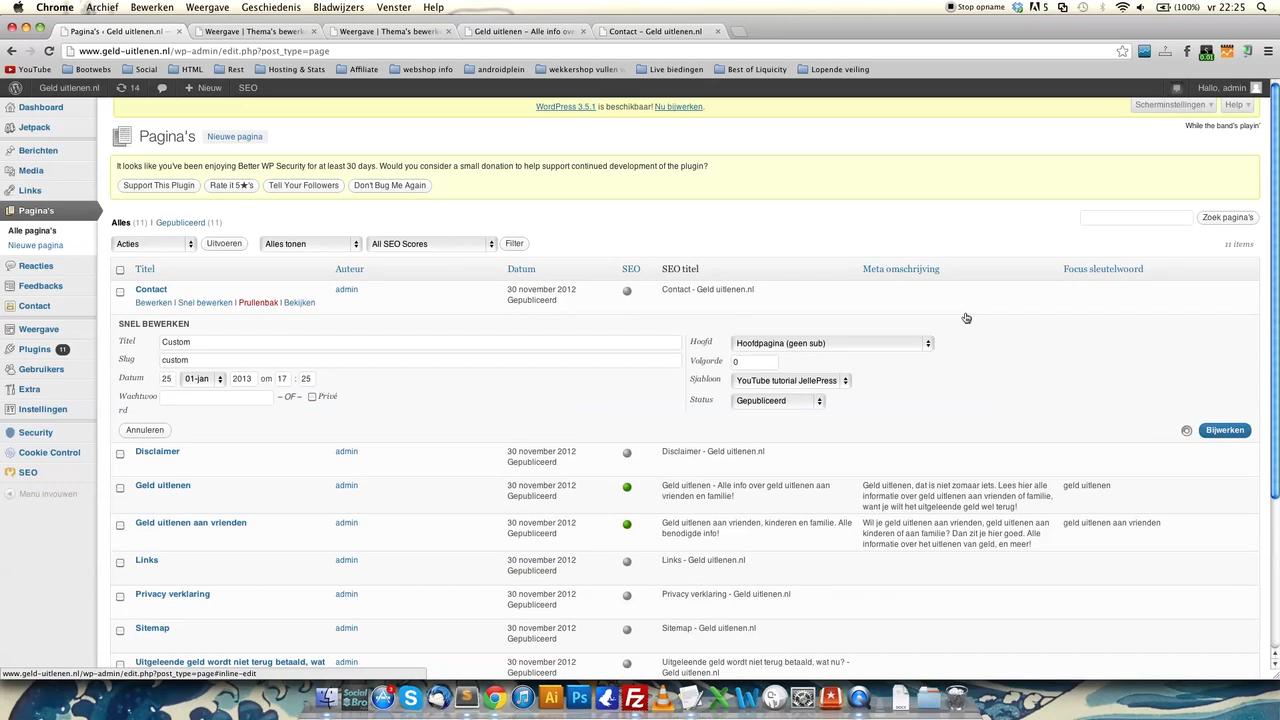 Chrome Archief Bewerken Weergave Geschiedenis Bladwijzers Venster Help Stop opname 5 (100%) vr 22:25
Pagina's ‹ Geld uitlenen.nl Weergave | Thema's bewerk Weergave | Thema's bewerke Geld uitlenen – Alle info ove Contact – Geld uitlenen.nl
www.geld-uitlenen.nl/wp-admin/edit.php?post_type=page
YouTube Bootwebs Social HTML Rest Hosting & Stats Affiliate webshop info androidplein wekkershop vullen Live biedingen Best of Liquicity Lopende veiling
Geld uitlenen.nl 14 + Nieuw SEO Hallo, admin
WordPress 3.5.1 is beschikbaar! Nu bijwerken.
Scherminstellingen Help
While the band's playin'
Dashboard
Jetpack
Berichten
Media
Links
Pagina's
Alle pagina's
Nieuwe pagina
Reacties
Feedbacks
Contact
Weergave
Plugins 11
Gebruikers
Extra
Instellingen
Security
Cookie Control
SEO
Menu invouwen
Pagina's Nieuwe pagina
It looks like you've been enjoying Better WP Security for at least 30 days. Would you consider a small donation to help support continued development of the plugin?
Support This Plugin Rate it 5★'s Tell Your Followers Don't Bug Me Again
Alles (11) | Gepubliceerd (11)
Zoek pagina's
Acties Uitvoeren Alles tonen All SEO Scores Filter
11 items
Titel Auteur Datum SEO SEO titel Meta omschrijving Focus sleutelwoord
Contact admin 30 november 2012 Contact - Geld uitlenen.nl
Bewerken | Snel bewerken | Prullenbak | Bekijken Gepubliceerd
SNEL BEWERKEN
Titel Custom
Slug custom
Datum 25 01-jan 2013 om 17 : 25
Wachtwoo
rd
– OF – Privé
Hoofd Hoofdpagina (geen sub)
Volgorde 0
Sjabloon YouTube tutorial JellePress
Status Gepubliceerd
Annuleren Bijwerken
Disclaimer admin 30 november 2012 Disclaimer - Geld uitlenen.nl
Gepubliceerd
Geld uitlenen admin 30 november 2012 Geld uitlenen - Alle info over geld uitlenen aan Geld uitlenen, dat is niet zomaar iets. Lees hier alle geld uitlenen
Gepubliceerd vrienden en familie! informatie over geld uitlenen aan vrienden of familie,
want je wilt het uitgeleende geld wel terug!
Geld uitlenen aan vrienden admin 30 november 2012 Geld uitlenen aan vrienden, kinderen en familie. Alle Wil je geld uitlenen aan vrienden, geld uitlenen aan geld uitlenen aan vrienden
Gepubliceerd benodigde info! kinderen of aan familie? Dan zit je hier goed. Alle
informatie over het uitlenen van geld, en meer!
Links admin 30 november 2012 Links - Geld uitlenen.nl
Gepubliceerd
Privacy verklaring admin 30 november 2012 Privacy verklaring - Geld uitlenen.nl
Gepubliceerd
Sitemap admin 30 november 2012 Sitemap - Geld uitlenen.nl
Gepubliceerd
Uitgeleende geld wordt niet terug betaald, wat admin 30 november 2012 Uitgeleende geld wordt niet terug betaald, wat nu? -
Gepubliceerd Geld uitlenen.nl
www.geld-uitlenen.nl/wp-admin/edit.php?post_type=page#inline-edit
Social
Bro
Ai Ps Fz